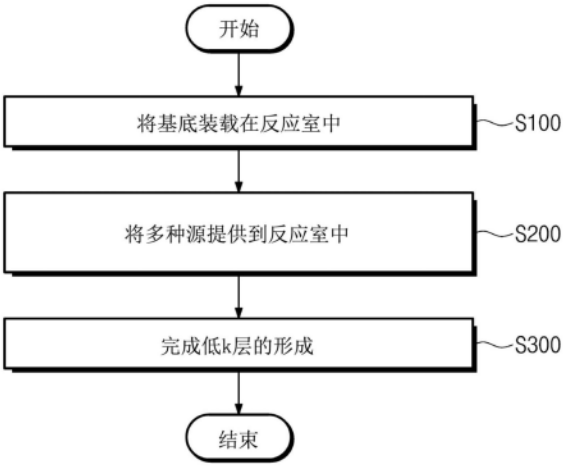 开始
将基底装载在反应室中
S100
将多种源提供到反应室中
S200
完成低k层的形成
S300
结束